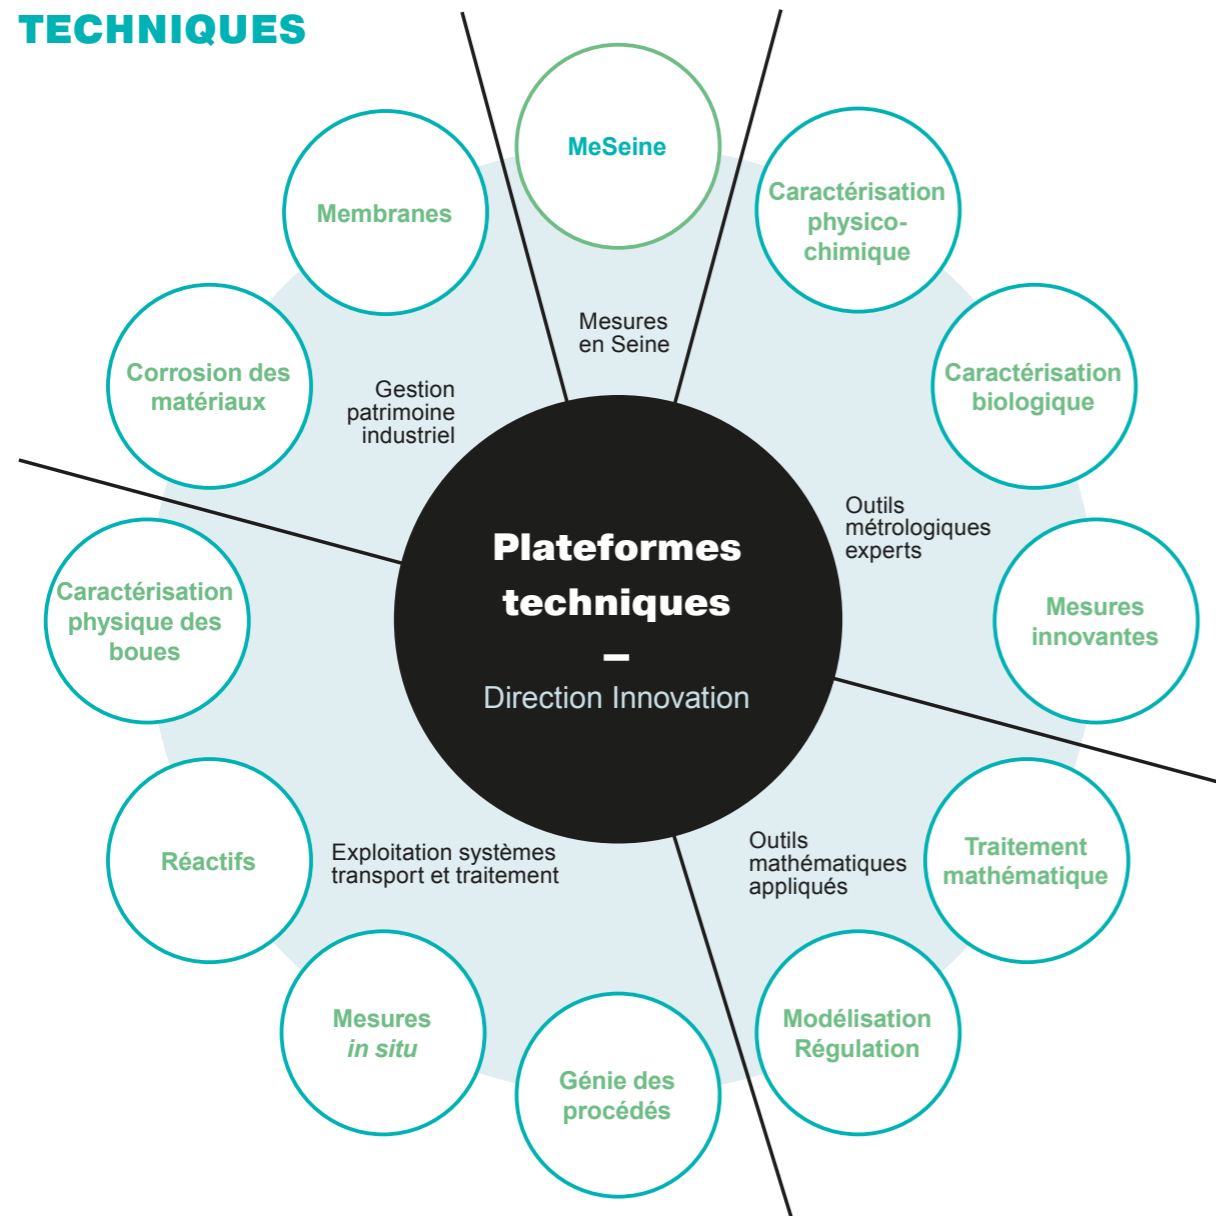 TECHNIQUES
MeSeine
Mesures
en Seine
Caractérisation
physico-
chimique
Caractérisation
biologique
Mesures
innovantes
Outils
métrologiques
experts
Traitement
mathématique
Modélisation
Régulation
Outils
mathématiques
appliqués
Génie des
procédés
Mesures
in situ
Réactifs
Caractérisation
physique des
boues
Exploitation systèmes
transport et traitement
Corrosion des
matériaux
Membranes
Gestion
patrimoine
industriel
Plateformes
techniques
–
Direction Innovation